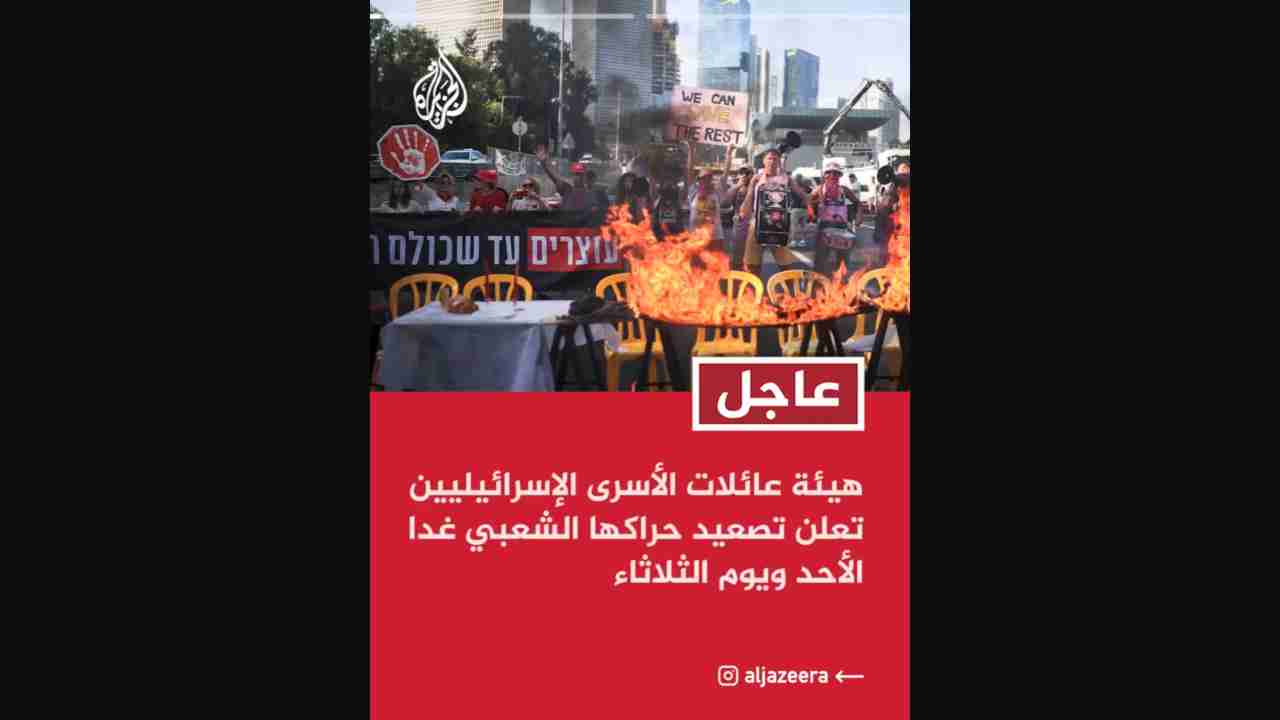 الجزيرة
WE CAN
SAVE
THE REST
עוצרים עד שכולם
عاجل
هيئة عائلات الأسرى الإسرائيليين
تعلن تصعيد حراكها الشعبي غدا
الأحد ويوم الثلاثاء
aljazeera